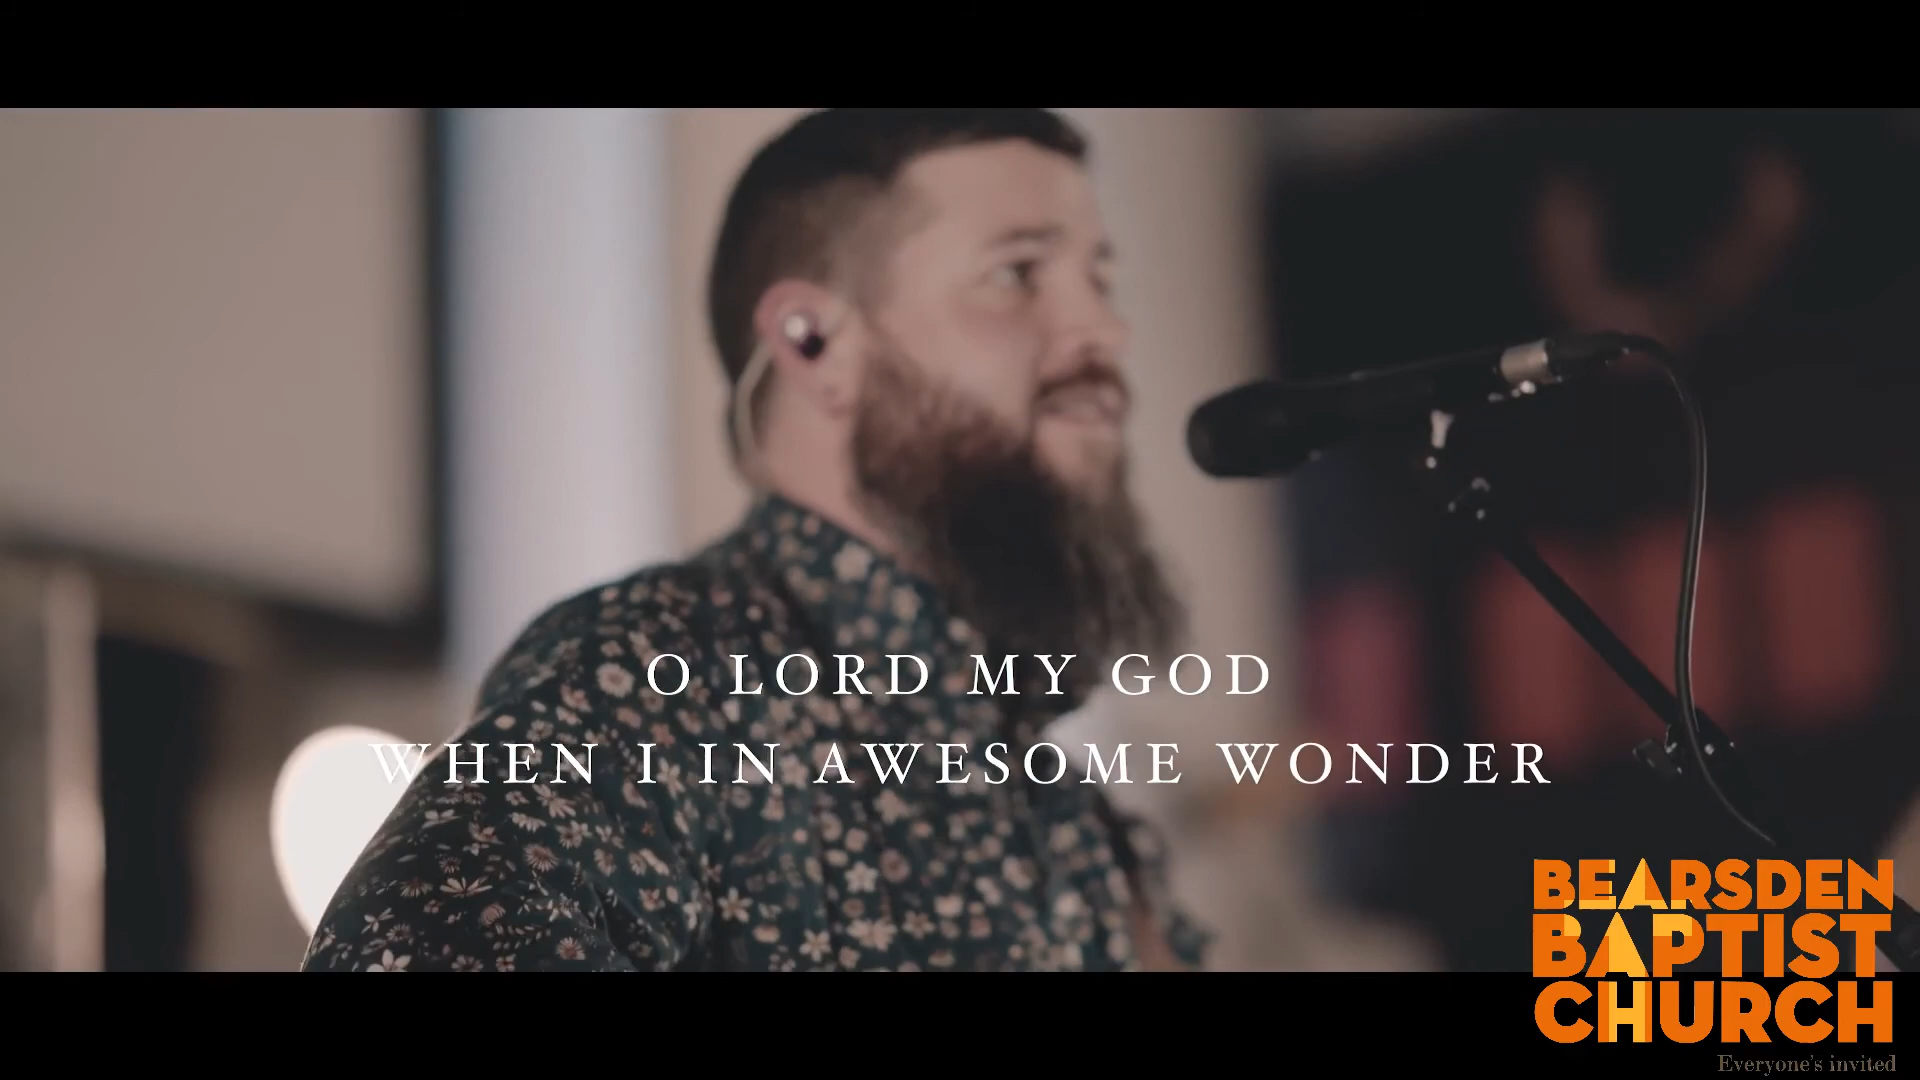 O LORD MY GOD
WHEN I IN AWESOME WONDER
BEARSDEN
BAPTIST
CHURCH
Everyone's invited